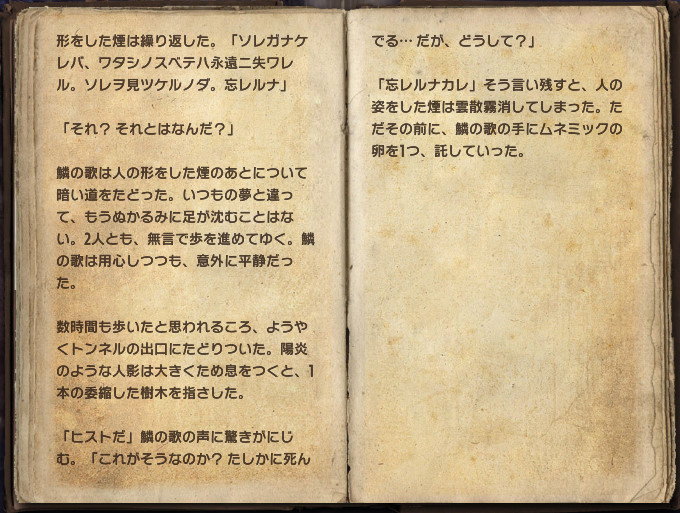 形をした煙は繰り返した。「ソレガナケ
レバ、ワタシノスベテハ永遠ニ失ワレ
ル。ソレヲ見ツケルノダ。忘レルナ」
「それ？ それとはなんだ？」
鱗の歌は人の形をした煙のあとについて
暗い道をたどった。いつもの夢と違っ
て、もうぬかるみに足が沈むことはな
い。2人とも、無言で歩を進めてゆく。鱗
の歌は用心しつつも、意外に平静だっ
た。
数時間も歩いたと思われるころ、ようや
くトンネルの出口にたどりついた。陽炎
のような人影は大きくため息をつくと、1
本の委縮した樹木を指さした。
「ヒストだ」鱗の歌の声に驚きがにじ
む。「これがそうなのか？ たしかに死ん
でる… だが、どうして？」
「忘レルナカレ」そう言い残すと、人の
姿をした煙は雲散霧消してしまった。た
だその前に、鱗の歌の手にムネミックの
卵を1つ、託していった。